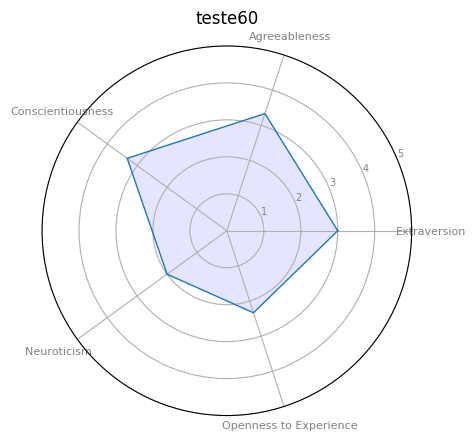 teste60
Agreeableness
Conscientiousness
5
4
3
2
1
Extraversion
Neuroticism
Openness to Experience